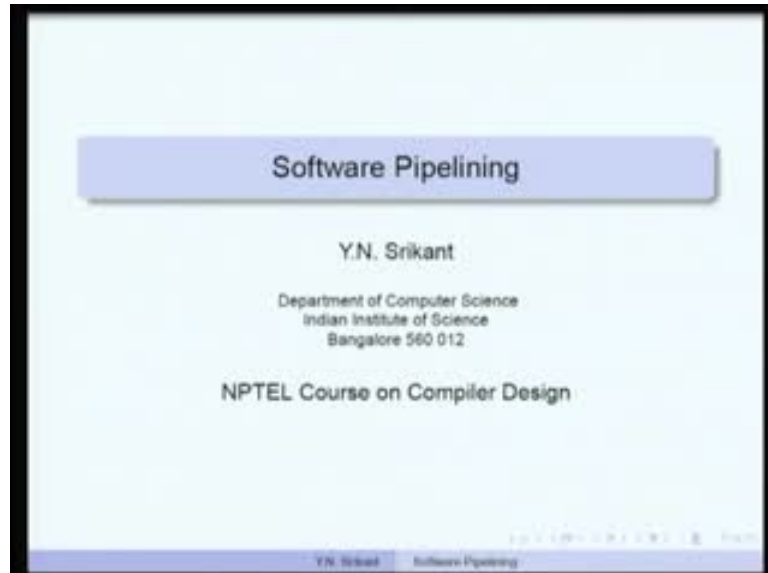 Software Pipelining
Y.N. Srikant
Department of Computer Science
Indian Institute of Science
Bangalore 560 012
NPTEL Course on Compiler Design
Y.N. Srikant Software Pipelining